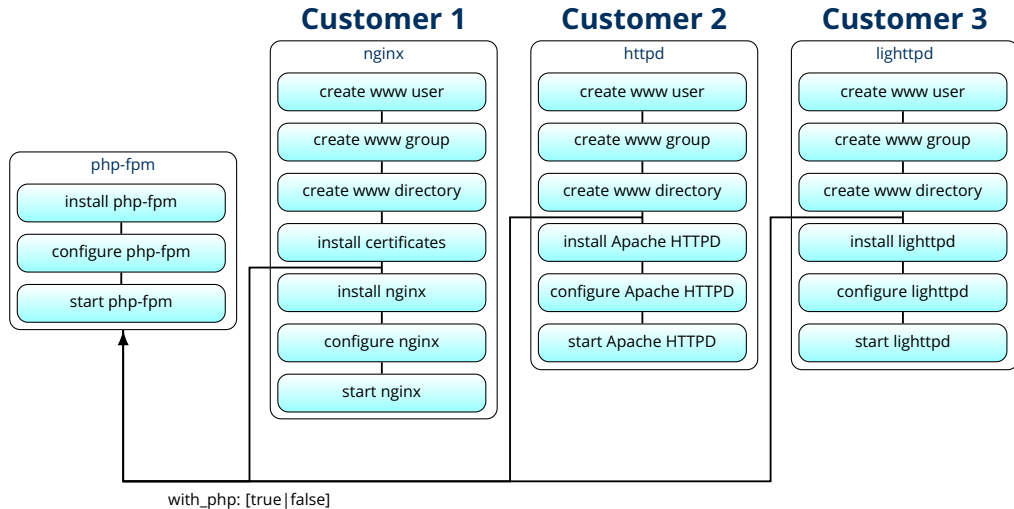 Customer 1
Customer 2
Customer 3
php-fpm
install php-fpm
configure php-fpm
start php-fpm
nginx
create www user
create www group
create www directory
install certificates
install nginx
configure nginx
start nginx
httpd
create www user
create www group
create www directory
install Apache HTTPD
configure Apache HTTPD
start Apache HTTPD
lighttpd
create www user
create www group
create www directory
install lighttpd
configure lighttpd
start lighttpd
with_php: [true|false]